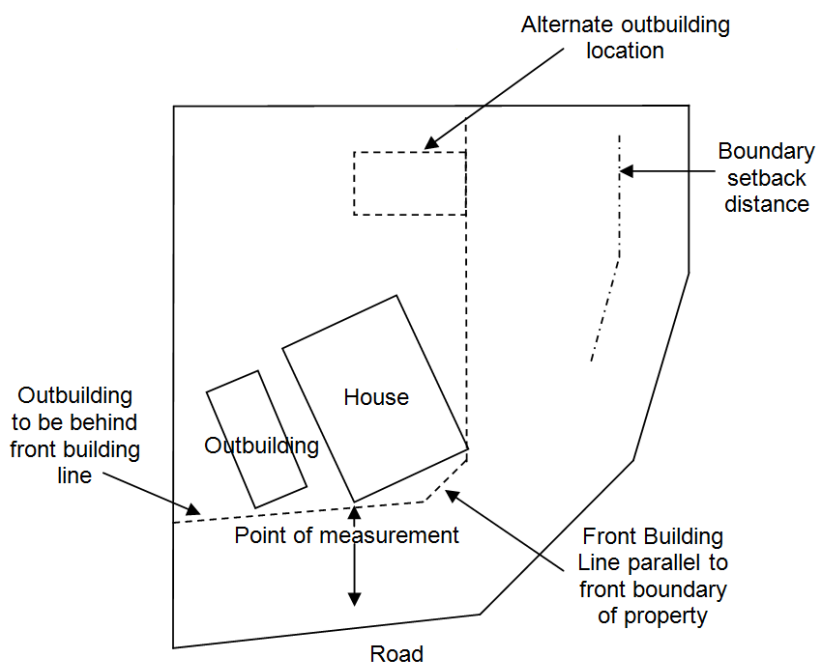 Alternate outbuilding
location
Boundary
setback
distance
House
Outbuilding
to be behind
front building
line
Outbuilding
Point of measurement
Front Building
Line parallel to
front boundary
of property
Road